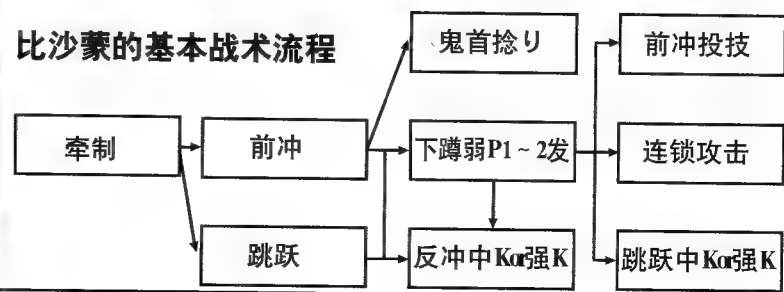 比沙蒙的基本战术流程
鬼首捻り
前冲投技
牵制
前冲
下蹲弱P1~2发
连锁攻击
跳跃
反冲中Kor强K
跳跃中Kor强K